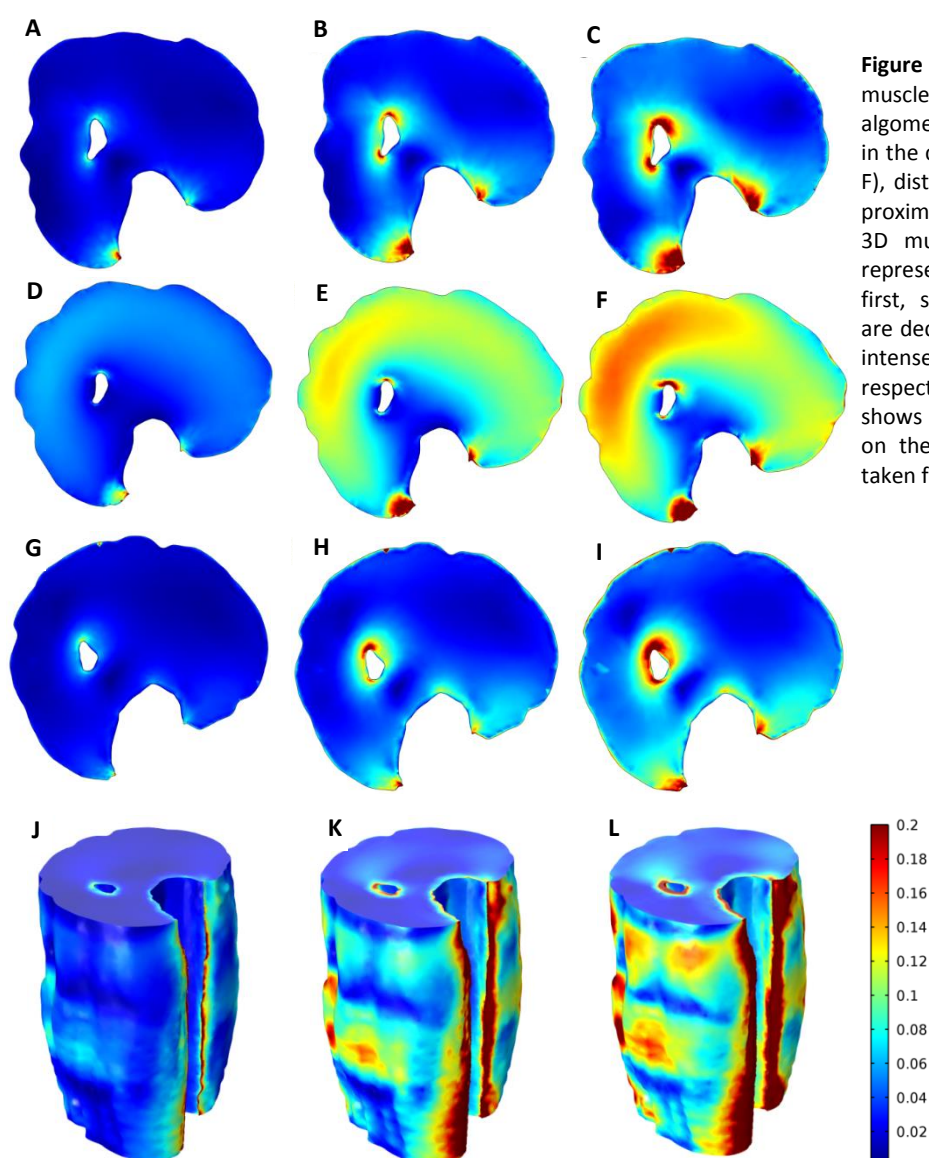 A
B
C
D
E
F
G
H
I
J
K
L
0.2
0.18
0.16
0.14
0.12
0.1
0.08
0.06
0.04
0.02
Figure
muscle
algome
in the
F), dist
proxim
3D mu
represe
first, s
are dec
intense
respect
shows
on the
taken f